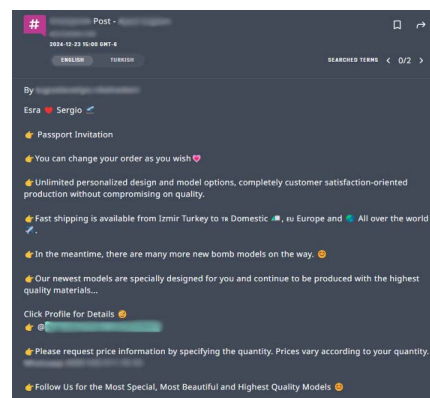 # Post -
2024-12-23 15:00 GMT-8
ENGLISH TURKISH
SEARCHED TERMS < 0/2 >
By
Esra ❤️ Sergio 🛫
👉 Passport Invitation
👉You can change your order as you wish💗
👉Unlimited personalized design and model options, completely customer satisfaction-oriented
production without compromising on quality.
👉Fast shipping is available from Izmir Turkey to TR Domestic 🚛, EU Europe and 🌍 All over the world
✈️.
👉In the meantime, there are many more new bomb models on the way. 😊
👉Our newest models are specially designed for you and continue to be produced with the highest
quality materials...
Click Profile for Details
👉 @
👉Please request price information by specifying the quantity. Prices vary according to your quantity.
👉Follow Us for the Most Special, Most Beautiful and Highest Quality Models 😊